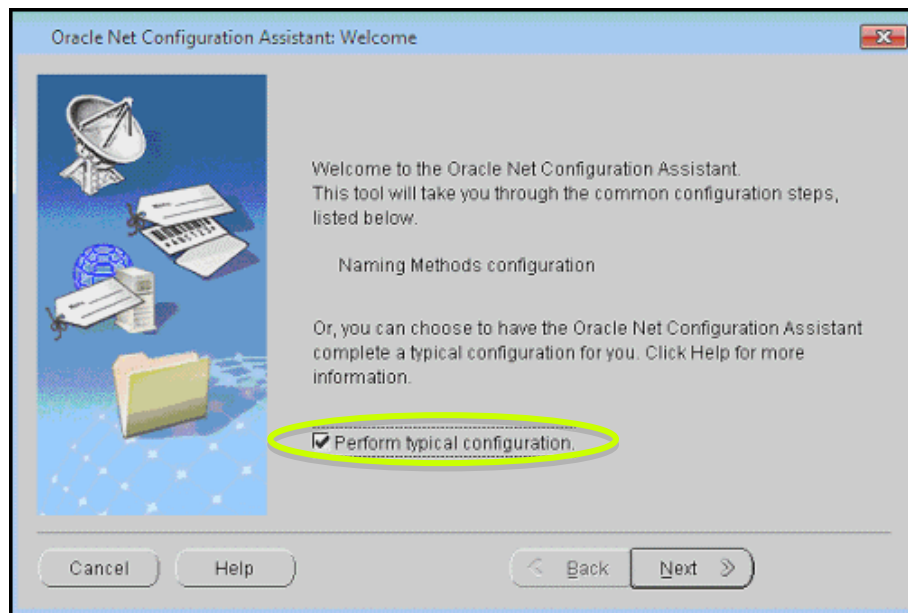 Oracle Net Configuration Assistant: Welcome
Welcome to the Oracle Net Configuration Assistant.
This tool will take you through the common configuration steps,
listed below.
Naming Methods configuration
Or, you can choose to have the Oracle Net Configuration Assistant
complete a typical configuration for you. Click Help for more
information.
Perform typical configuration.
Cancel Help Back Next